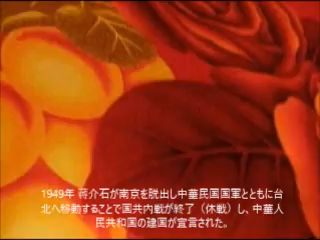 1949年 蒋介石が南京を脱出し中華民国国軍とともに台
北へ移動することで国共内戦が終了（休戦）し、中華人
民共和国の建国が宣言された。